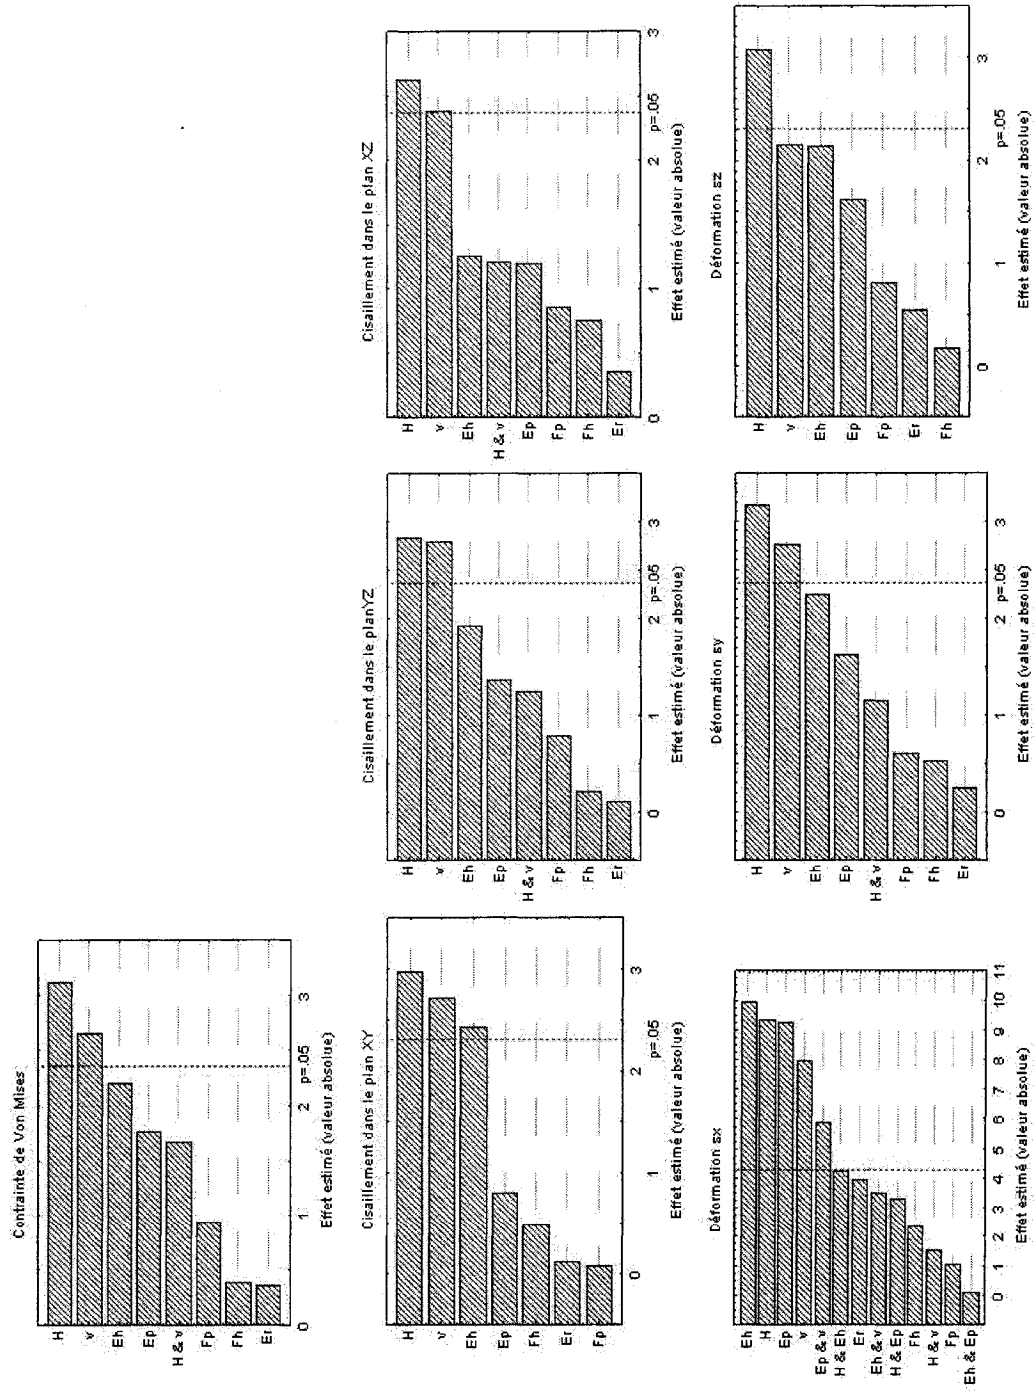 Contrainte de Von Mises
H
v
Eh
Ep
H & v
Fp
Fh
Er
0 1 2 p=.05 3
Effet estimé (valeur absolue)
Cisaillement dans le plan XY
H
v
Eh
Ep
Fh
Er
Fp
0 1 2 p=.05 3
Effet estimé (valeur absolue)
Cisaillement dans le planYZ
H
v
Eh
Ep
H & v
Fp
Fh
Er
0 1 2 p=.05 3
Effet estimé (valeur absolue)
Cisaillement dans le plan XZ
H
v
Eh
H & v
Ep
Fp
Fh
Er
0 1 2 p=.05 3
Effet estimé (valeur absolue)
Déformation εx
Eh
H
Ep
v
Ep & v
H & Eh
Er
Eh & v
H & Ep
Fh
H & v
Fp
Eh & Ep
0 1 2 3 4 5 6 7 8 9 10 11
Effet estimé (valeur absolue)
Déformation εy
H
v
Eh
Ep
H & v
Fp
Fh
Er
0 1 2 p=.05 3
Effet estimé (valeur absolue)
Déformation εz
H
v
Eh
Ep
Fp
Er
Fh
0 1 2 p=.05 3
Effet estimé (valeur absolue)